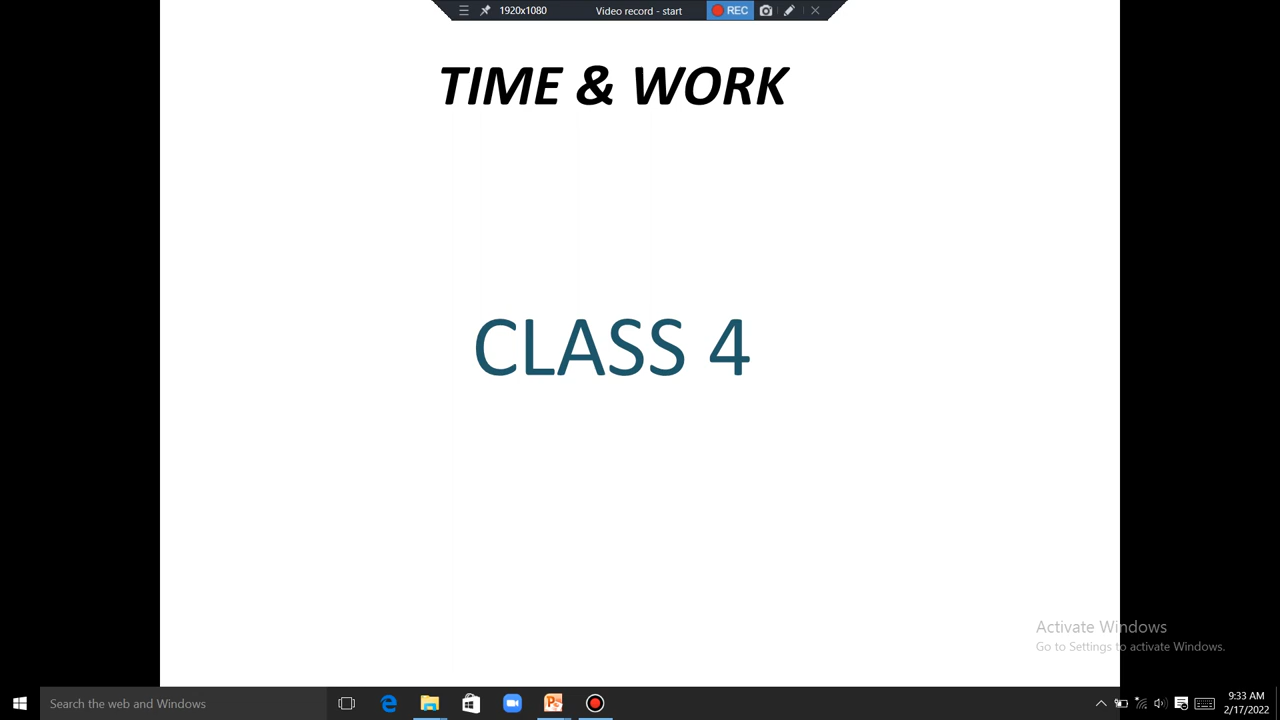 1920x1080
Video record - start
REC
TIME & WORK
CLASS 4
Activate Windows
Go to Settings to activate Windows.
Search the web and Windows
9:33 AM
2/17/2022